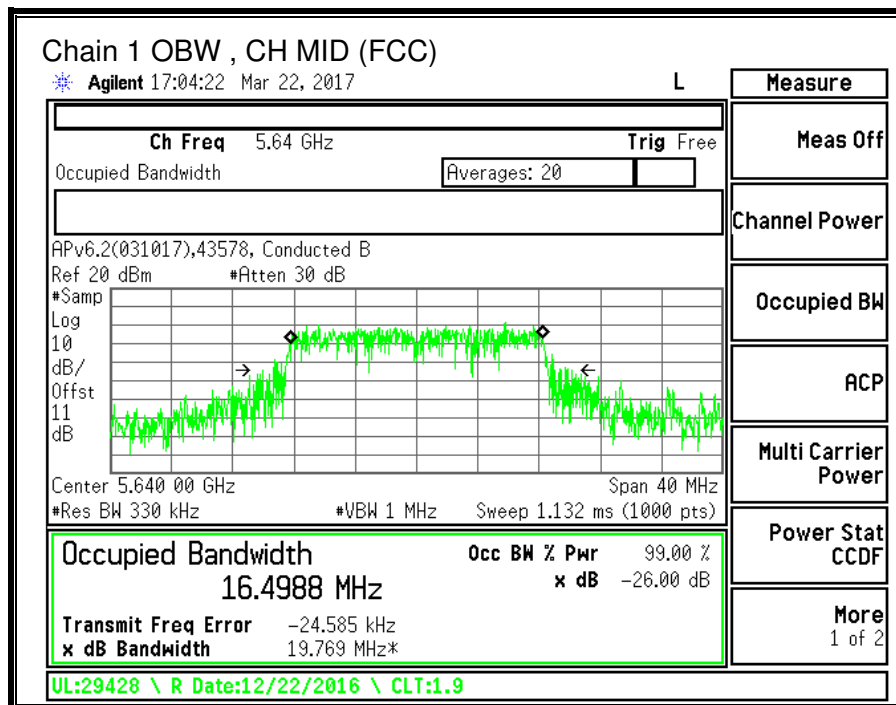 Chain 1 OBW , CH MID (FCC)
Agilent 17:04:22 Mar 22, 2017 L
Measure
Ch Freq 5.64 GHz Trig Free
Occupied Bandwidth Averages: 20
APv6.2(031017),43578, Conducted B
Ref 20 dBm #Atten 30 dB
#Samp
Log
10
dB/
Offst
11
dB
Center 5.640 00 GHz Span 40 MHz
#Res BW 330 kHz #VBW 1 MHz Sweep 1.132 ms (1000 pts)
Occupied Bandwidth
16.4988 MHz
Occ BW % Pwr 99.00 %
x dB -26.00 dB
Transmit Freq Error -24.585 kHz
x dB Bandwidth 19.769 MHz*
Meas Off
Channel Power
Occupied BW
ACP
Multi Carrier
Power
Power Stat
CCDF
More
1 of 2
UL:29428 \ R Date:12/22/2016 \ CLT:1.9